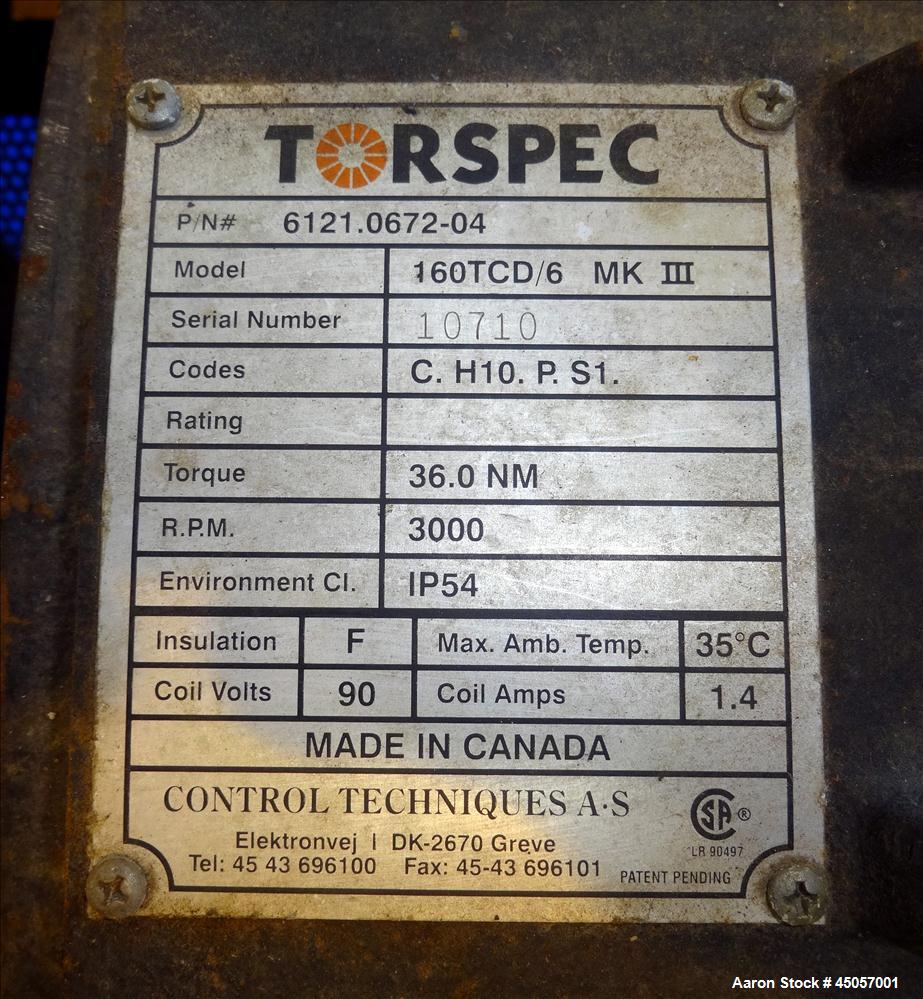 TORSPEC
P/N# 6121.0672-04
Model 160TCD/6 MK III
Serial Number 10710
Codes C. H10. P. S1.
Rating
Torque 36.0 NM
R.P.M. 3000
Environment Cl. IP54
Insulation F Max. Amb. Temp. 35°C
Coil Volts 90 Coil Amps 1.4
MADE IN CANADA
CONTROL TECHNIQUES A·S
Elektronvej 1 DK-2670 Greve
Tel: 45 43 696100 Fax: 45-43 696101
CSA ®
LR 90497
PATENT PENDING
Aaron Stock # 45057001